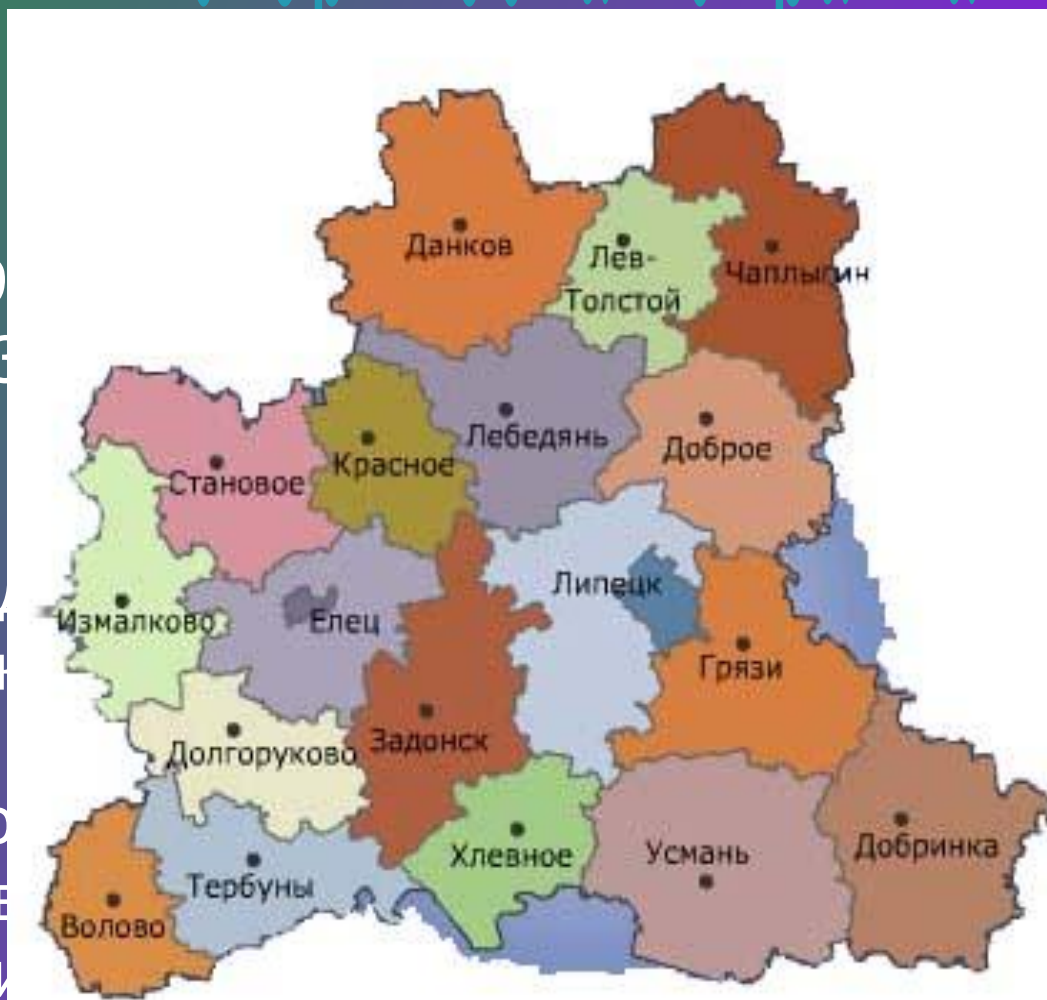 Данков
Лев-
Толстой
Чаплыгин
Лебедянь
Доброе
Красное
Становое
Липецк
Измалково
Елец
Грязи
Долгоруково
Задонск
Хлевное
Усмань
Добринка
Тербуны
Волово